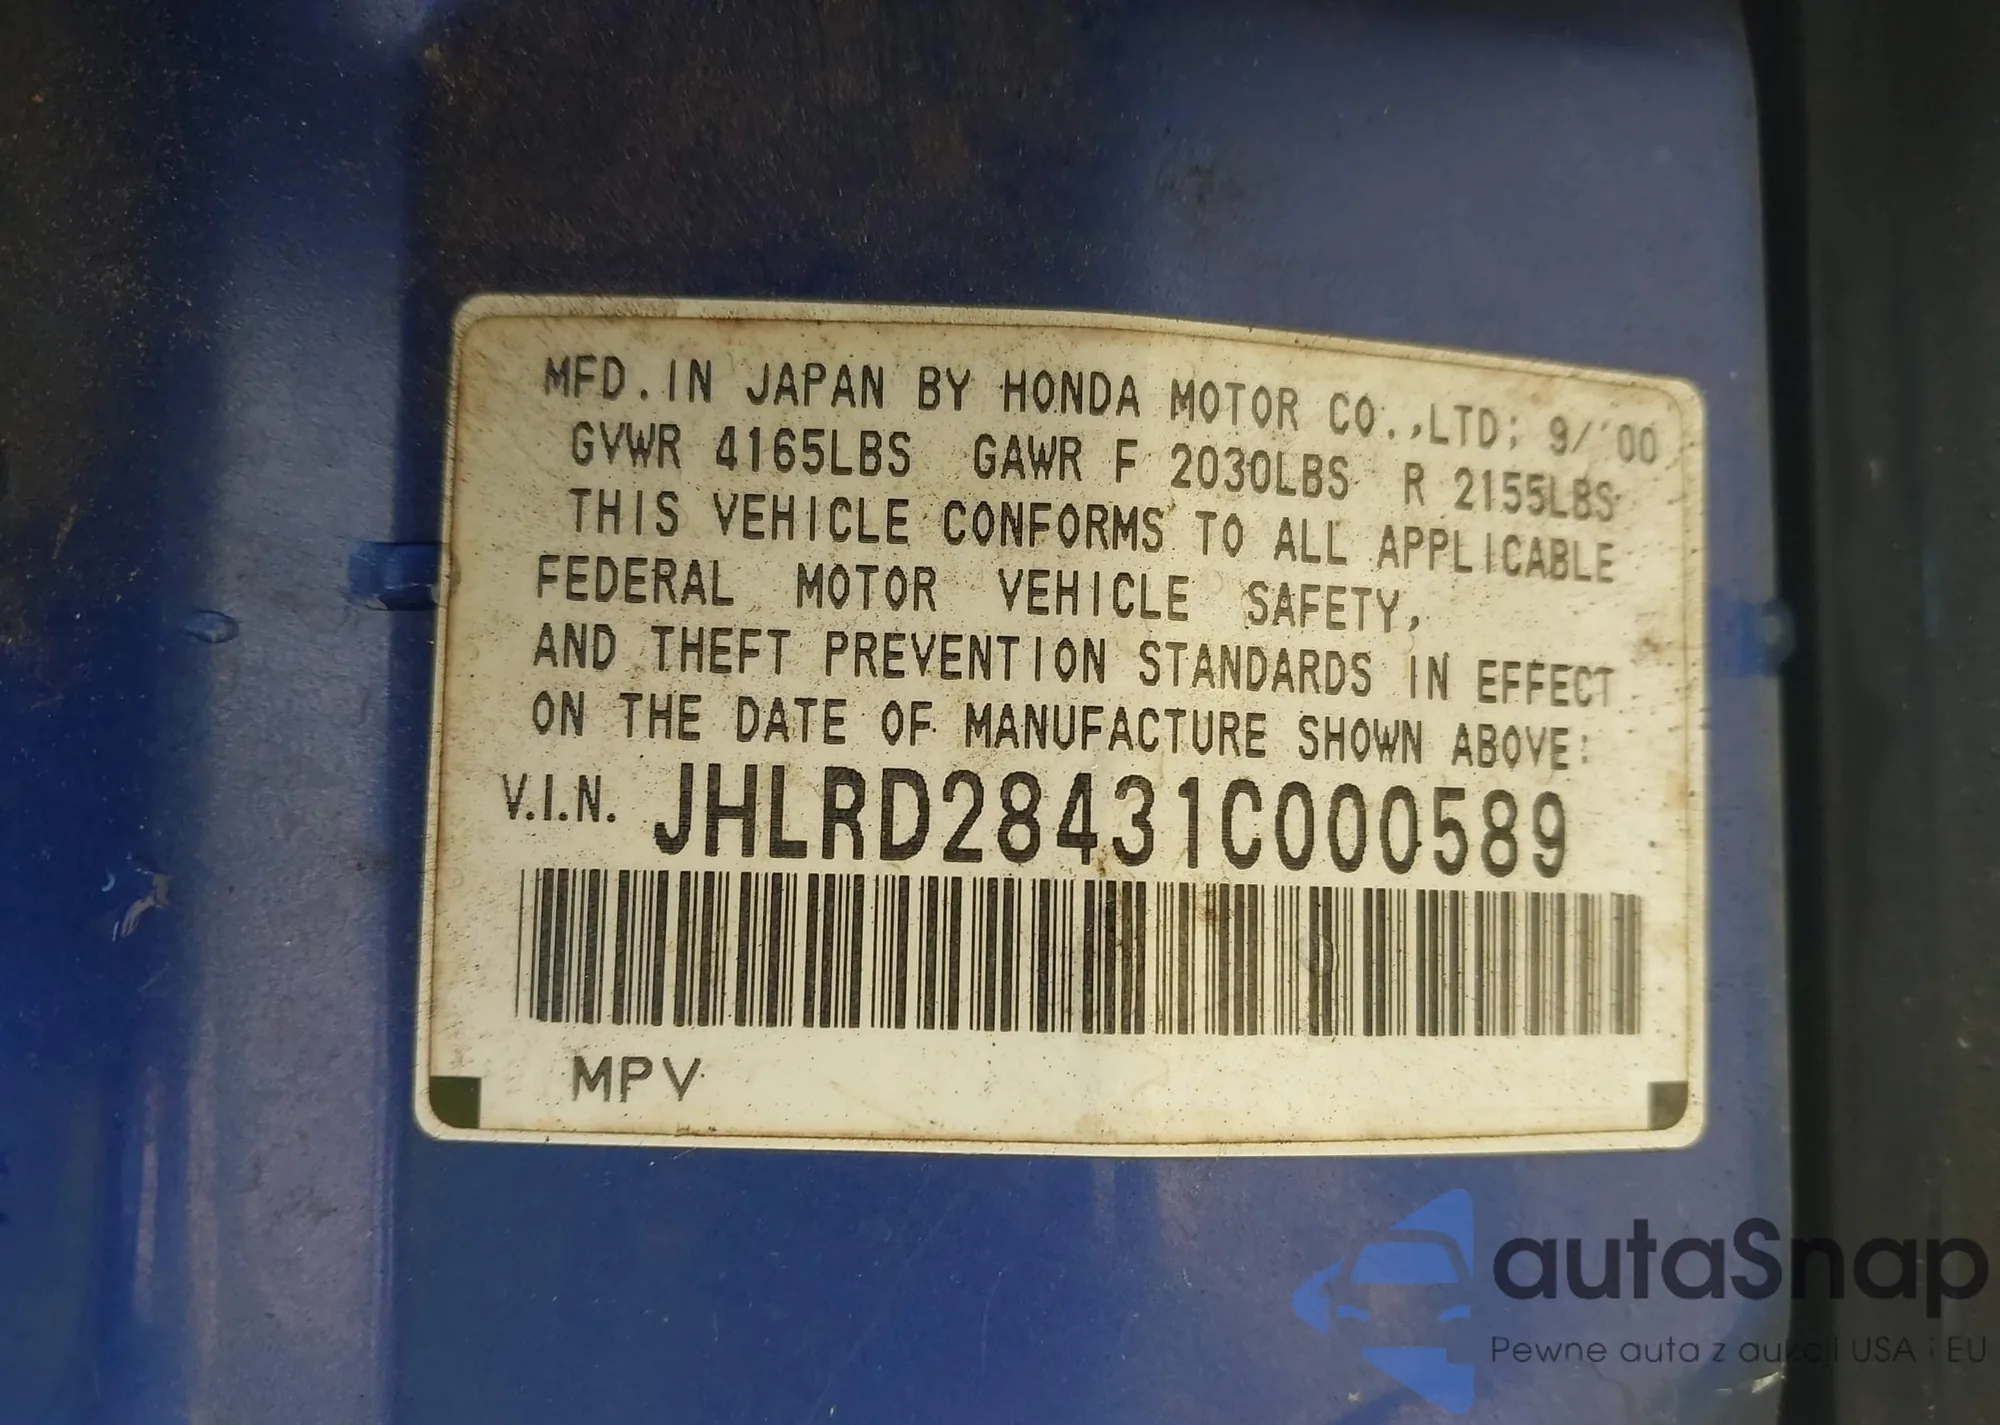 MFD. IN JAPAN BY HONDA MOTOR CO.,LTD; 9/'00
GVWR 4165LBS GAWR F 2030LBS R 2155LBS
THIS VEHICLE CONFORMS TO ALL APPLICABLE
FEDERAL MOTOR VEHICLE SAFETY,
AND THEFT PREVENTION STANDARDS IN EFFECT
ON THE DATE OF MANUFACTURE SHOWN ABOVE:
V.I.N. JHLRD28431C000589
MPV
autaSnap
Pewne auta z aukcji USA i EU